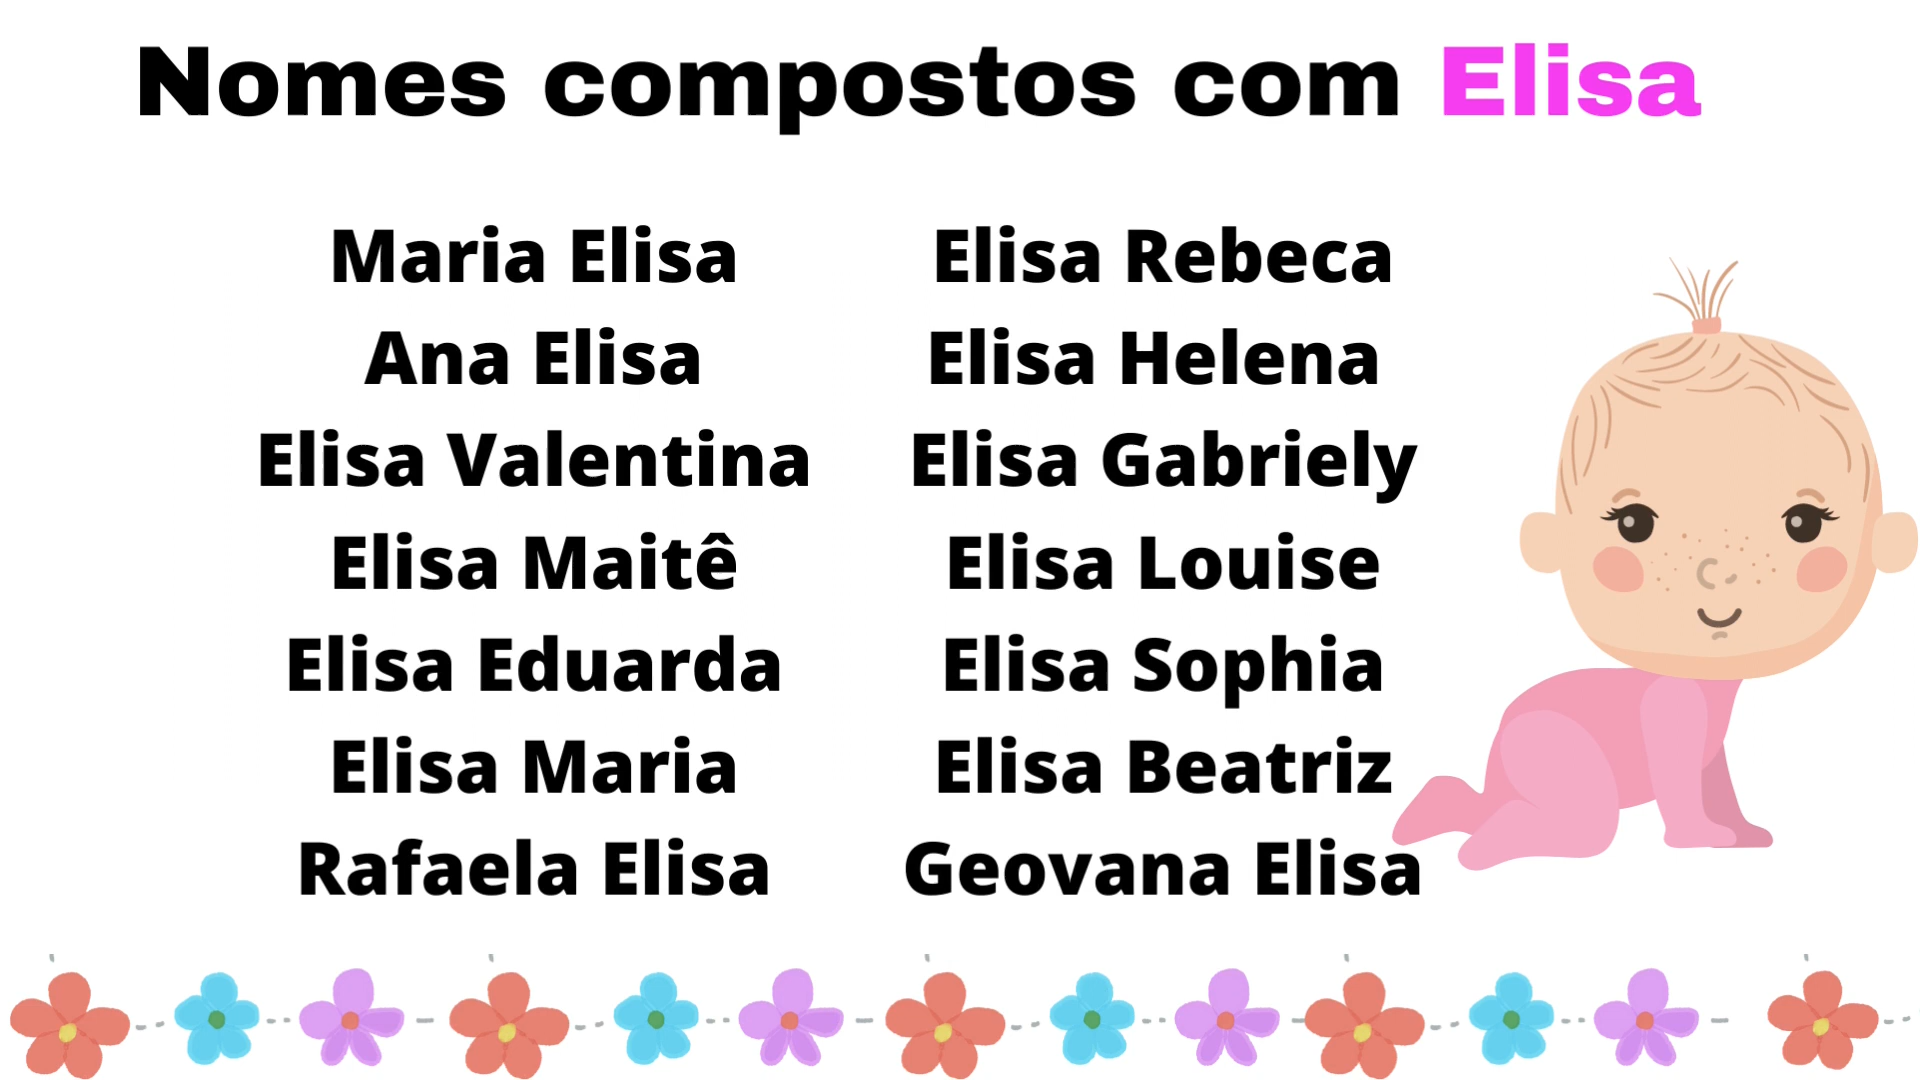 Nomes compostos com Elisa
Maria Elisa
Ana Elisa
Elisa Valentina
Elisa Maitê
Elisa Eduarda
Elisa Maria
Rafaela Elisa
Elisa Rebeca
Elisa Helena
Elisa Gabriely
Elisa Louise
Elisa Sophia
Elisa Beatriz
Geovana Elisa